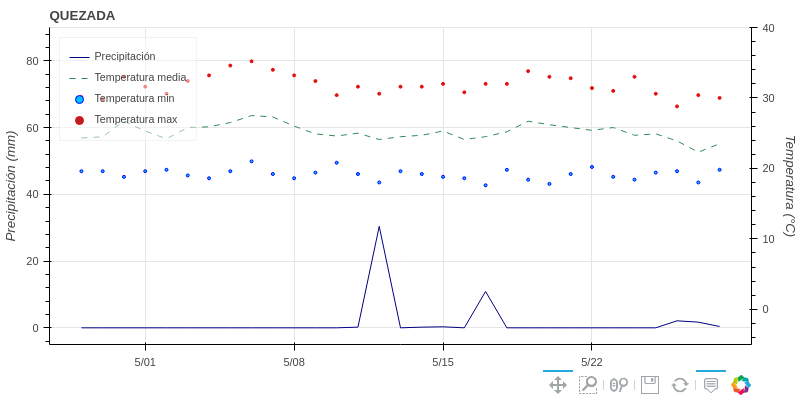 QUEZADA
Precipitación
Temperatura media
Temperatura min
Temperatura max
80
60
40
20
0
40
30
20
10
0
Precipitación (mm)
Temperatura (°C)
5/01
5/08
5/15
5/22